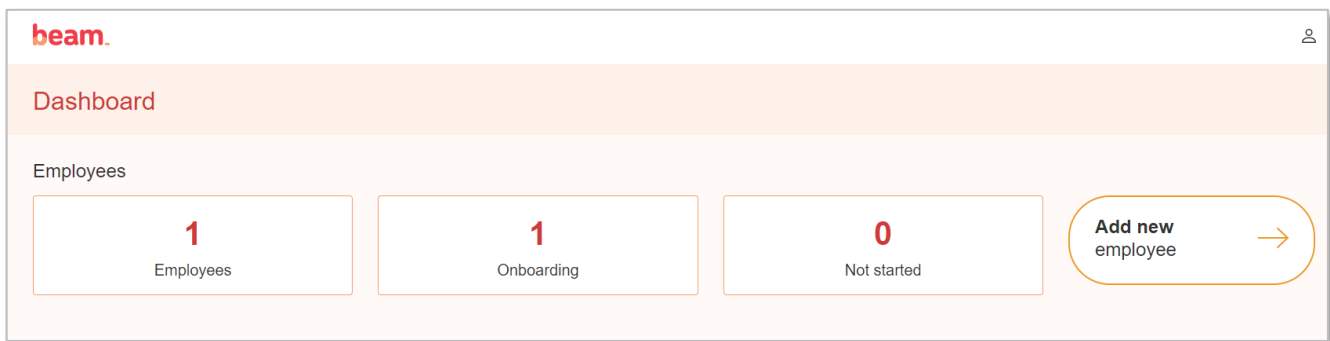 beam.
Dashboard
Employees
1
Employees
1
Onboarding
0
Not started
Add new
employee